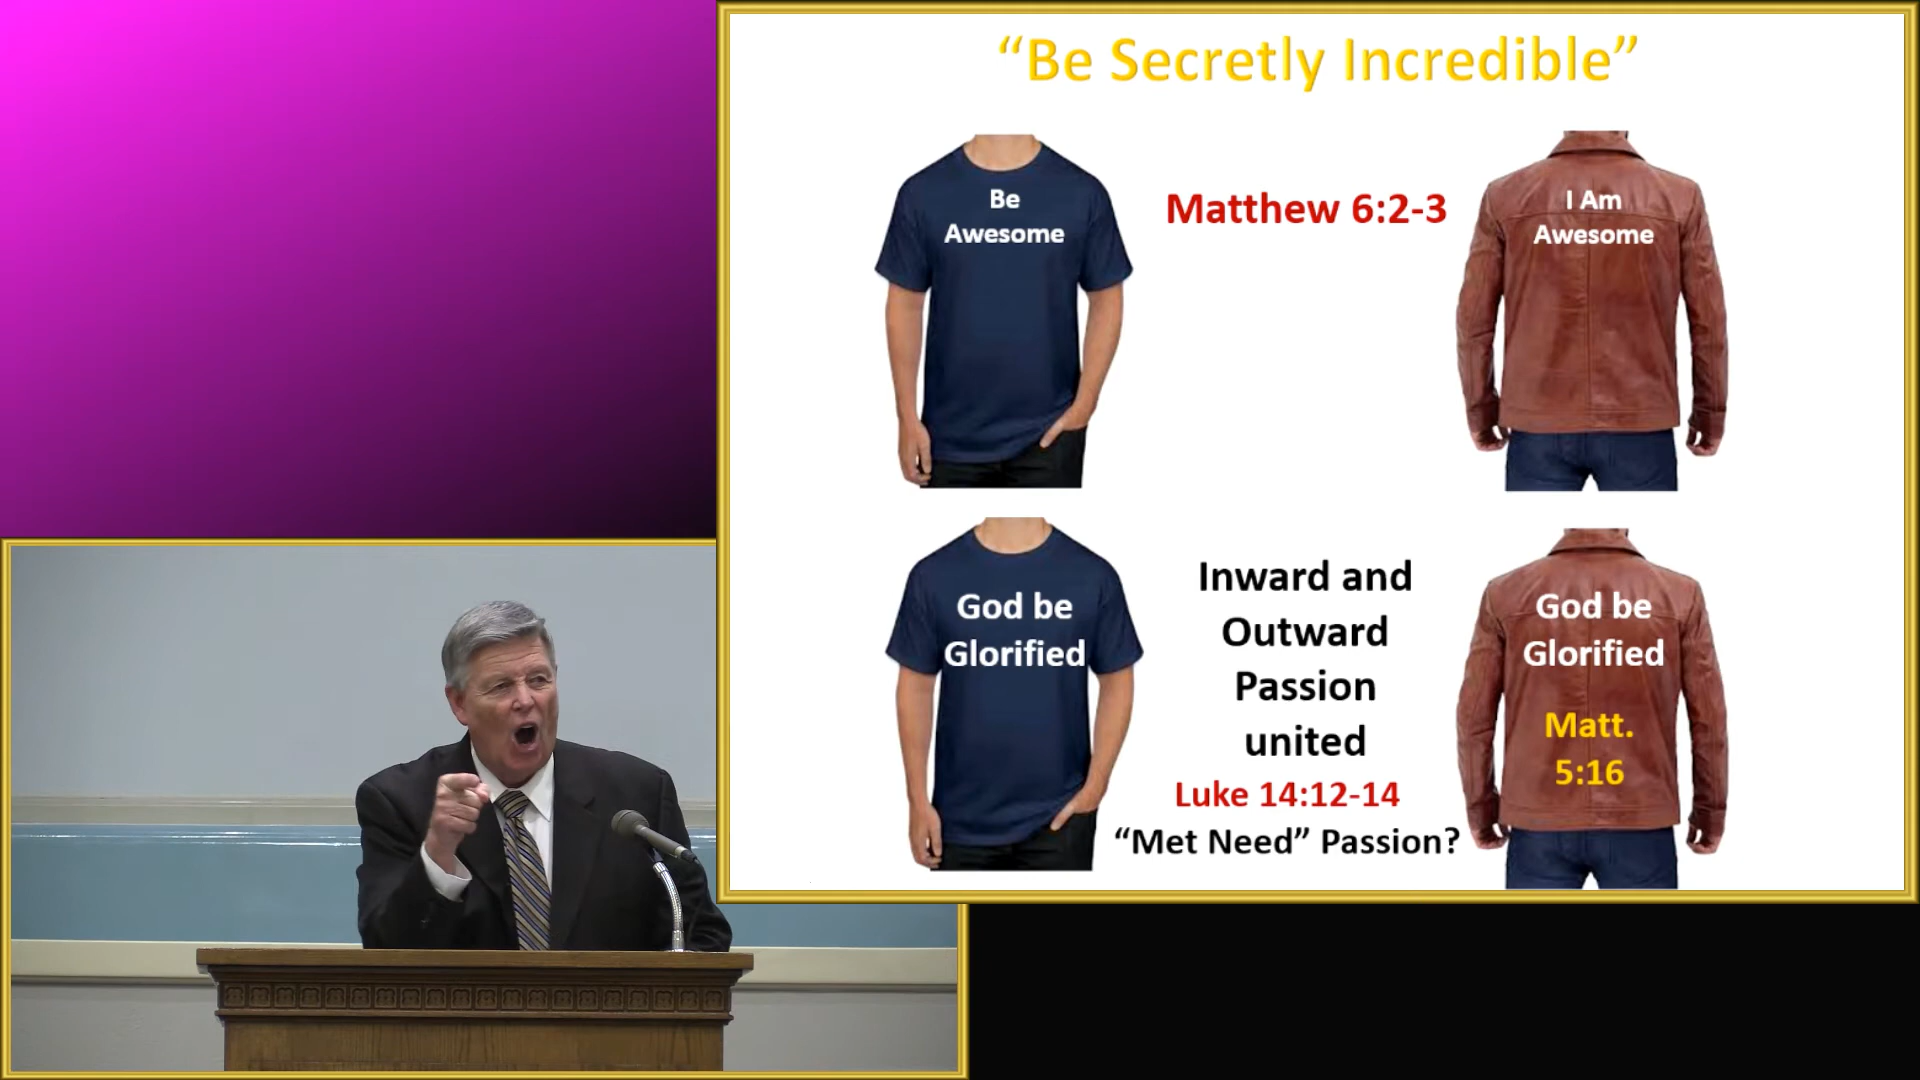 “Be Secretly Incredible”
Be
Awesome
Matthew 6:2-3
I Am
Awesome
God be
Glorified
Inward and
Outward
Passion
united
Luke 14:12-14
“Met Need” Passion?
God be
Glorified
Matt.
5:16